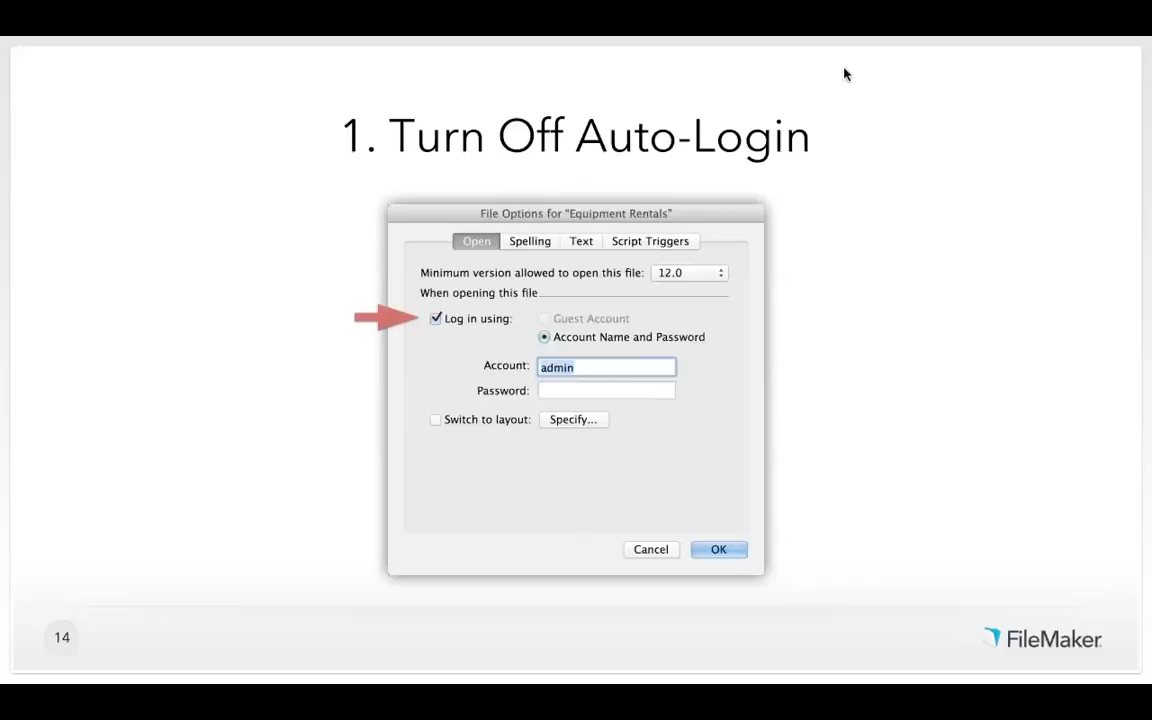 1. Turn Off Auto-Login
File Options for "Equipment Rentals"
Open Spelling Text Script Triggers
Minimum version allowed to open this file: 12.0
When opening this file
Log in using: Guest Account
Account Name and Password
Account: admin
Password:
Switch to layout: Specify...
Cancel OK
14
FileMaker